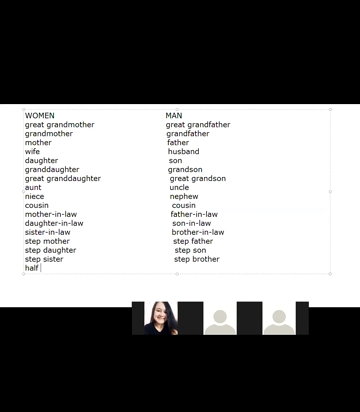 WOMEN MAN
great grandmother great grandfather
grandmother grandfather
mother father
wife husband
daughter son
granddaughter grandson
great granddaughter great grandson
aunt uncle
niece nephew
cousin cousin
mother-in-law father-in-law
daughter-in-law son-in-law
sister-in-law brother-in-law
step mother step father
step daughter step son
step sister step brother
half